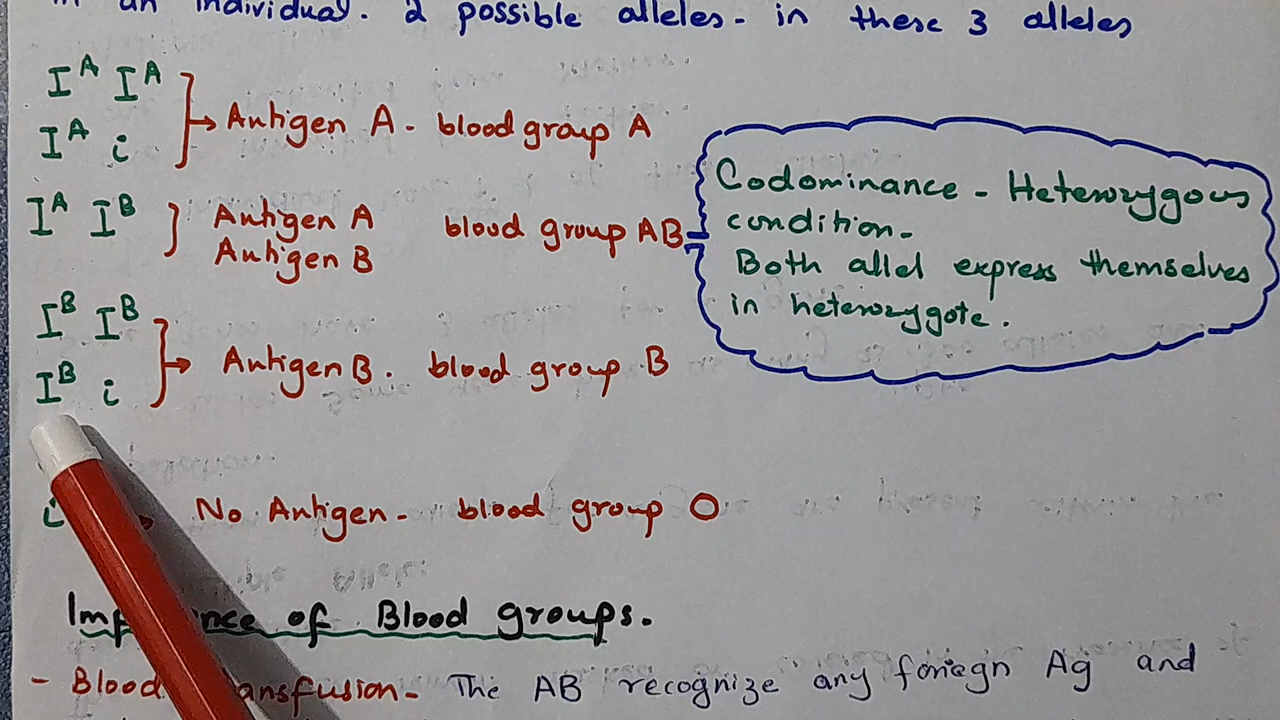 in an individual. 2 possible alleles - in these 3 alleles
I^A I^A
I^A i
Antigen A - blood group A
I^A I^B
Antigen A
Antigen B
blood group AB
Codominance - Heterozygous
condition.
Both allel express themselves
in heterozygote.
I^B I^B
I^B i
Antigen B. blood group B
i
No Antigen - blood group O
of Blood groups.
- Blood The AB recognize any foriegn Ag and